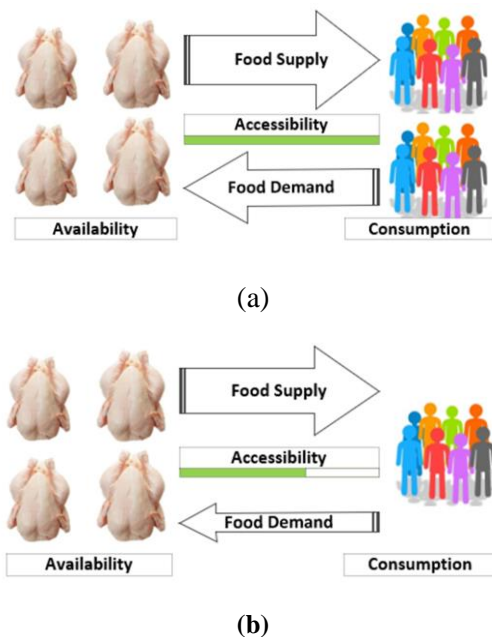 Food Supply
Accessibility
Food Demand
Availability
Consumption
(a)
Food Supply
Accessibility
Food Demand
Availability
Consumption
(b)